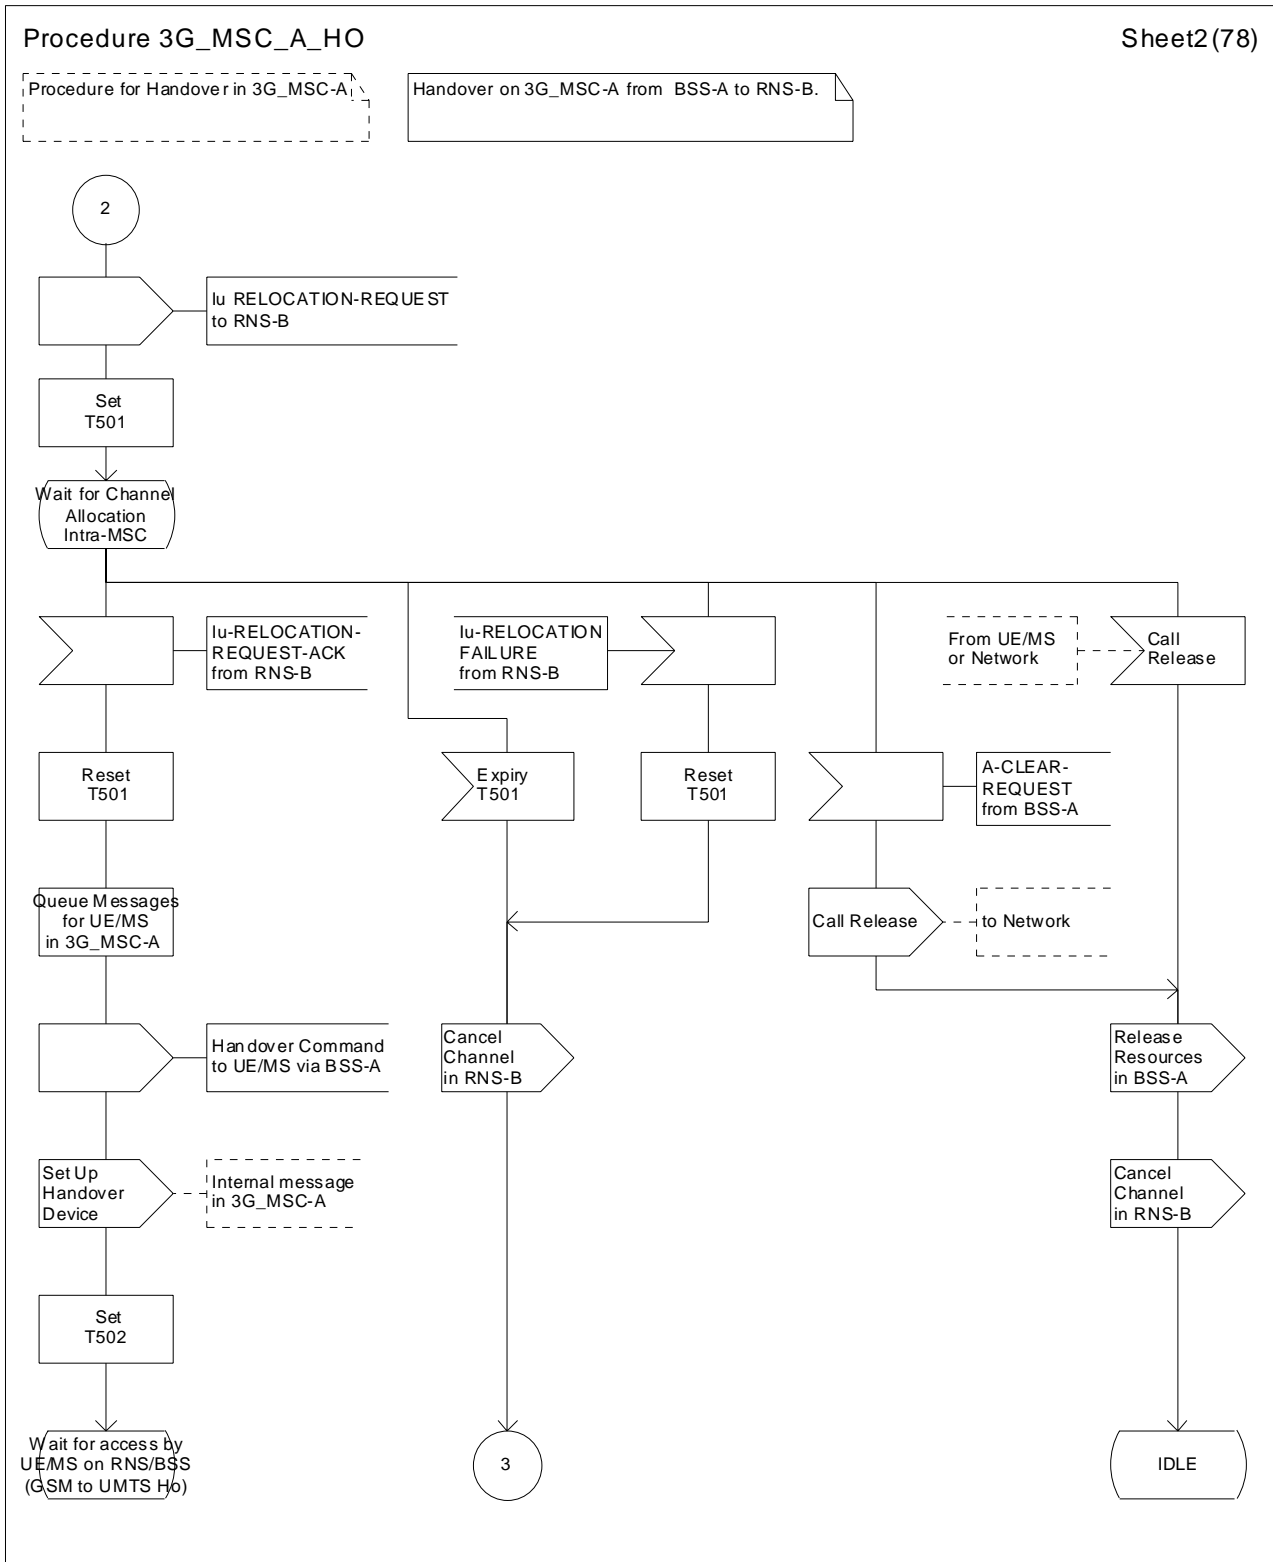 Procedure 3G_MSC_A_HO
Sheet2(78)
Procedure for Handover in 3G_MSC-A
Handover on 3G_MSC-A from BSS-A to RNS-B.
2
Iu RELOCATION-REQUEST
to RNS-B
Set
T501
Wait for Channel
Allocation
Intra-MSC
Iu-RELOCATION-
REQUEST-ACK
from RNS-B
Iu-RELOCATION
FAILURE
from RNS-B
From UE/MS
or Network
Call
Release
Reset
T501
Expiry
T501
Reset
T501
A-CLEAR-
REQUEST
from BSS-A
Queue Messages
for UE/MS
in 3G_MSC-A
Call Release
to Network
Handover Command
to UE/MS via BSS-A
Cancel
Channel
in RNS-B
Release
Resources
in BSS-A
Set Up
Handover
Device
Internal message
in 3G_MSC-A
Cancel
Channel
in RNS-B
Set
T502
Wait for access by
UE/MS on RNS/BSS
(GSM to UMTS Ho)
3
IDLE